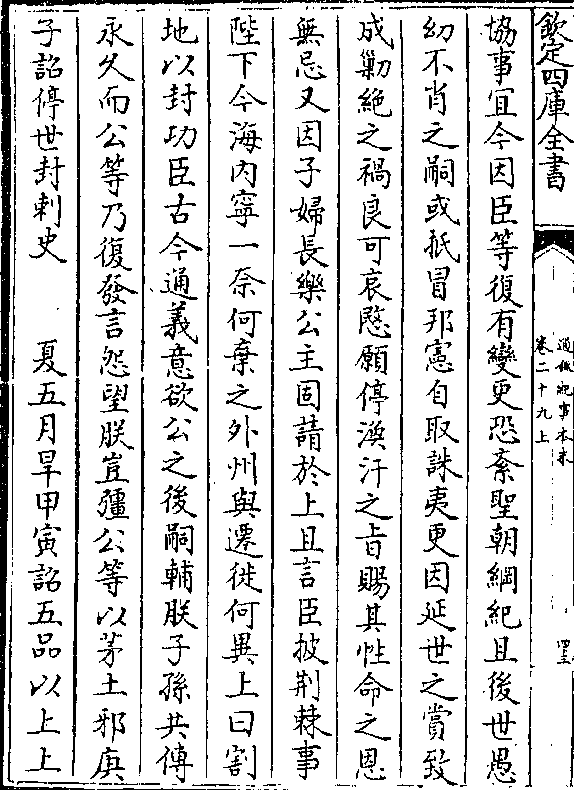 欽定四庫全書
通鑑紀事本末
卷二十九上
協事宜今因臣等復有變更恐紊聖朝綱紀且後世愚
幼不肖之嗣或抵冒邦憲自取誅夷更因延世之賞致
成勦絶之禍良可哀愍願停渙汗之旨賜其性命之恩
無忌又因子婦長樂公主固請於上且言臣披荆棘事
陛下今海内寧一奈何棄之外州與遷徙何異上曰割
地以封功臣古今通義意欲公之後嗣輔朕子孫共傳
永久而公等乃復發言怨望朕豈彊公等以茅土邪庚
子詔停世封刺史　夏五月旱甲寅詔五品以上上